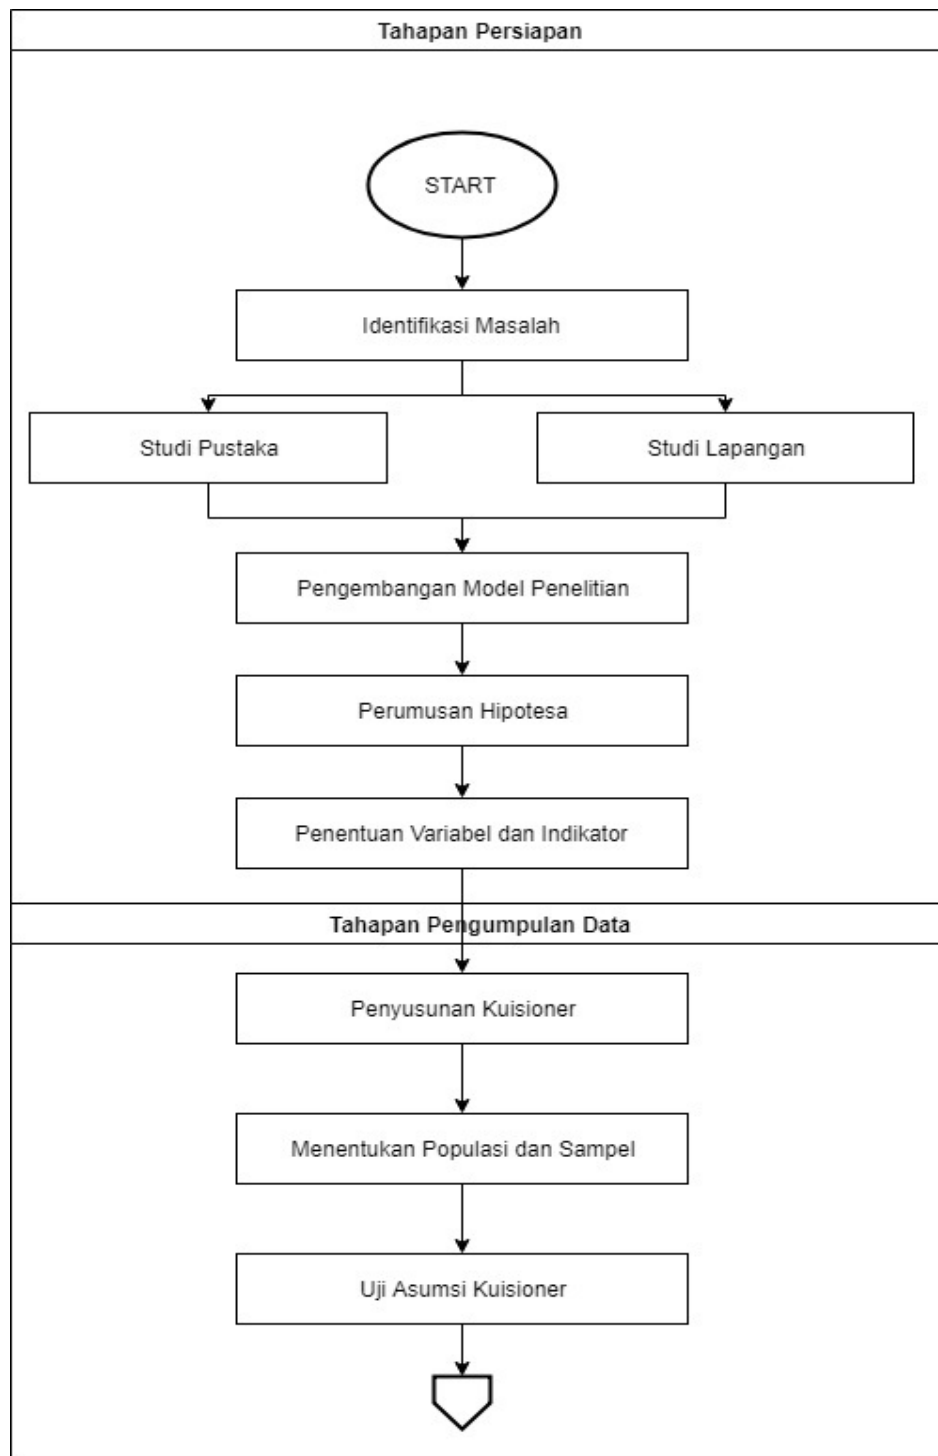 Tahapan Persiapan
START
Identifikasi Masalah
Studi Pustaka
Studi Lapangan
Pengembangan Model Penelitian
Perumusan Hipotesa
Penentuan Variabel dan Indikator
Tahapan Pengumpulan Data
Penyusunan Kuisioner
Menentukan Populasi dan Sampel
Uji Asumsi Kuisioner